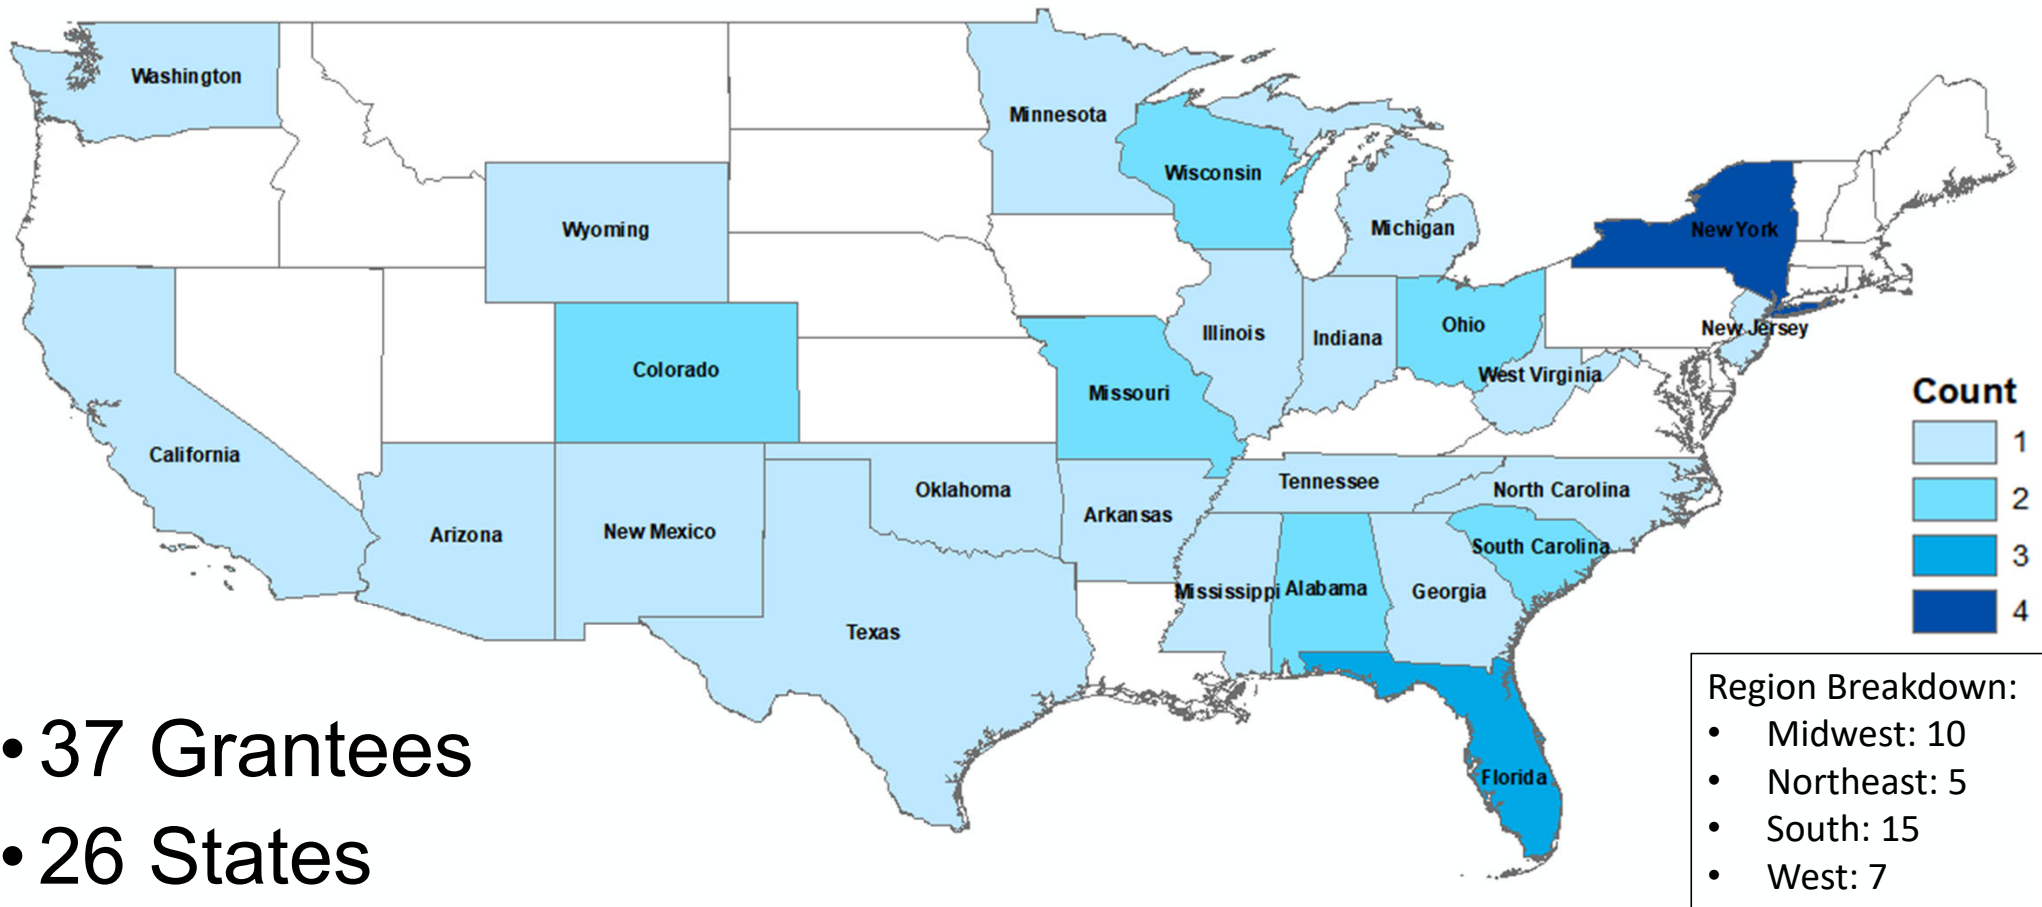 Washington
Minnesota
Wisconsin
Wyoming
Michigan
New York
Illinois
Indiana
Ohio
New Jersey
Colorado
Missouri
West Virginia
California
Oklahoma
Tennessee
North Carolina
Arizona
New Mexico
Arkansas
South Carolina
Mississippi
Alabama
Georgia
Texas
Florida
Count
1
2
3
4
• 37 Grantees
• 26 States
Region Breakdown:
• Midwest: 10
• Northeast: 5
• South: 15
• West: 7